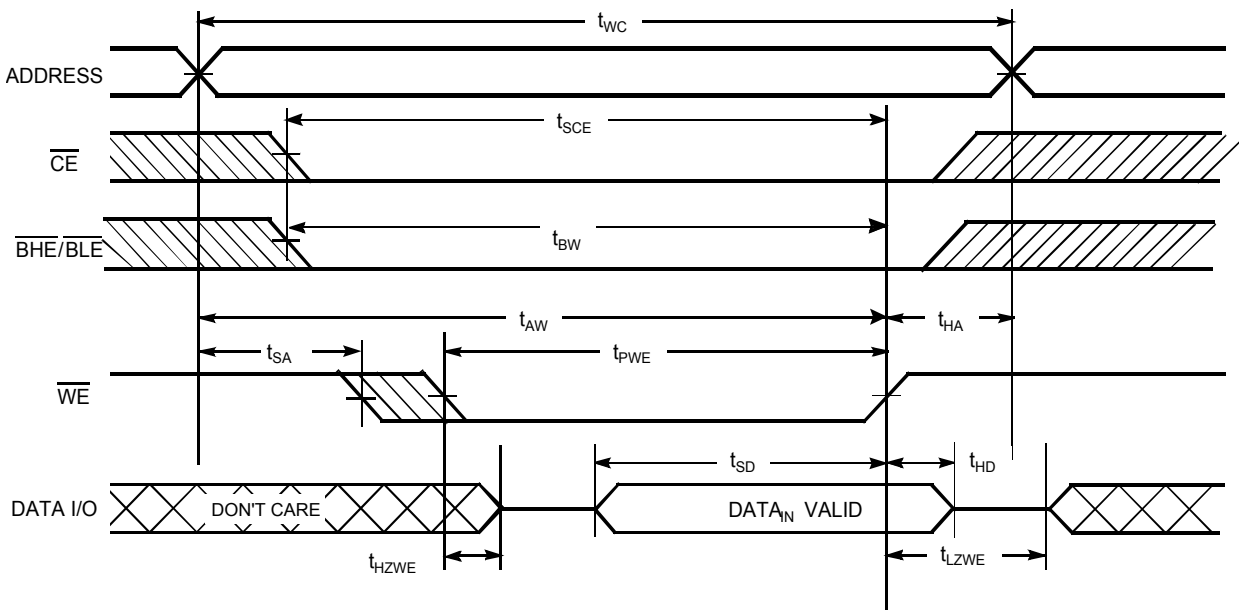 tWC
ADDRESS
tSCE
CE
tBW
BHE/BLE
tAW
tHA
tSA
tPWE
WE
tSD
tHD
DATA I/O
DON'T CARE
DATAIN VALID
tHZWE
tLZWE